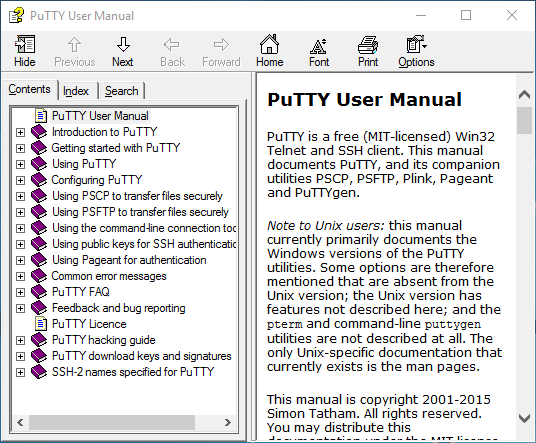 PuTTY User Manual
Hide Previous Next Back Forward Home Font Print Options
Contents Index Search
PuTTY User Manual
Introduction to PuTTY
Getting started with PuTTY
Using PuTTY
Configuring PuTTY
Using PSCP to transfer files securely
Using PSFTP to transfer files securely
Using the command-line connection too
Using public keys for SSH authenticatio
Using Pageant for authentication
Common error messages
PuTTY FAQ
Feedback and bug reporting
PuTTY Licence
PuTTY hacking guide
PuTTY download keys and signatures
SSH-2 names specified for PuTTY
PuTTY User Manual
PuTTY is a free (MIT-licensed) Win32
Telnet and SSH client. This manual
documents PuTTY, and its companion
utilities PSCP, PSFTP, Plink, Pageant
and PuTTYgen.
Note to Unix users: this manual
currently primarily documents the
Windows versions of the PuTTY
utilities. Some options are therefore
mentioned that are absent from the
Unix version; the Unix version has
features not described here; and the
pterm and command-line puttygen
utilities are not described at all. The
only Unix-specific documentation that
currently exists is the man pages.
This manual is copyright 2001-2015
Simon Tatham. All rights reserved.
You may distribute this
documentation under the MIT licence